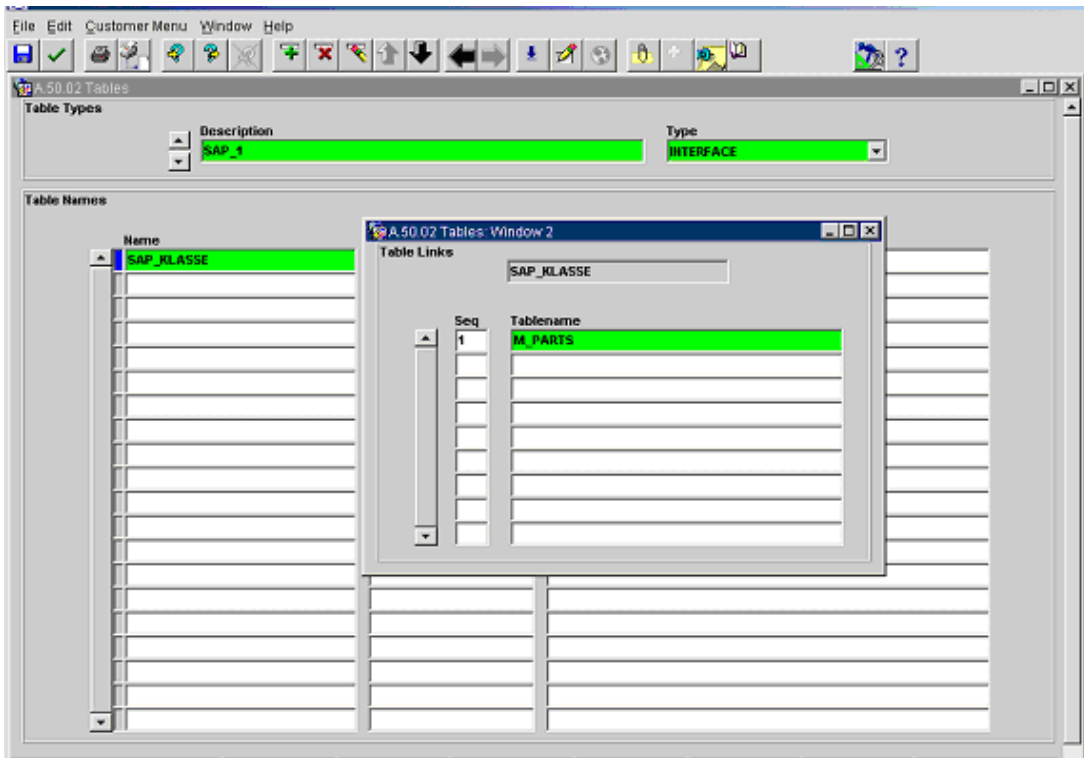 File Edit Customer Menu Window Help
?
A.50.02 Tables
Table Types
Description Type
SAP_1 INTERFACE
Table Names
Name
SAP_KLASSE
A.50.02 Tables: Window 2
Table Links
SAP_KLASSE
Seq Tablename
1 M_PARTS